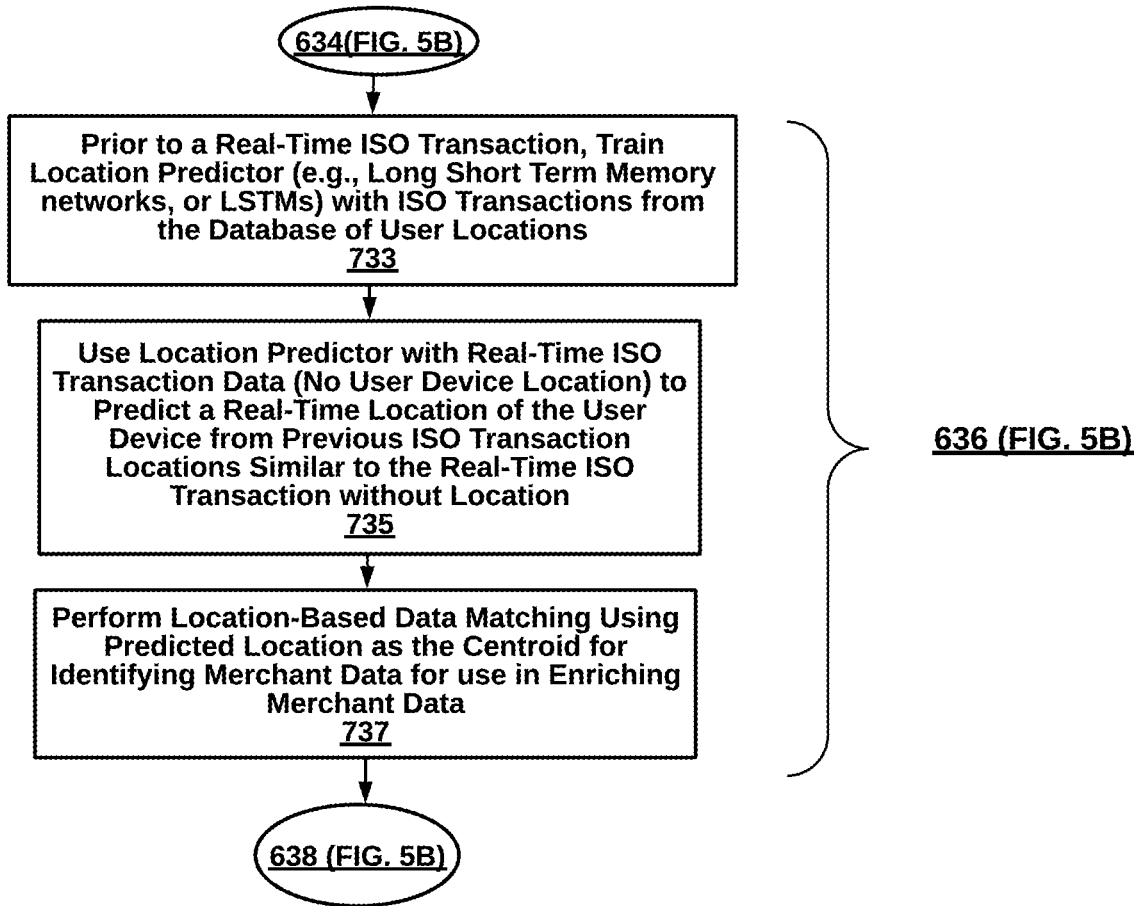 634(FIG. 5B)
Prior to a Real-Time ISO Transaction, Train
Location Predictor (e.g., Long Short Term Memory
networks, or LSTMs) with ISO Transactions from
the Database of User Locations
733
Use Location Predictor with Real-Time ISO
Transaction Data (No User Device Location) to
Predict a Real-Time Location of the User
Device from Previous ISO Transaction
Locations Similar to the Real-Time ISO
Transaction without Location
735
636 (FIG. 5B)
Perform Location-Based Data Matching Using
Predicted Location as the Centroid for
Identifying Merchant Data for use in Enriching
Merchant Data
737
638 (FIG. 5B)